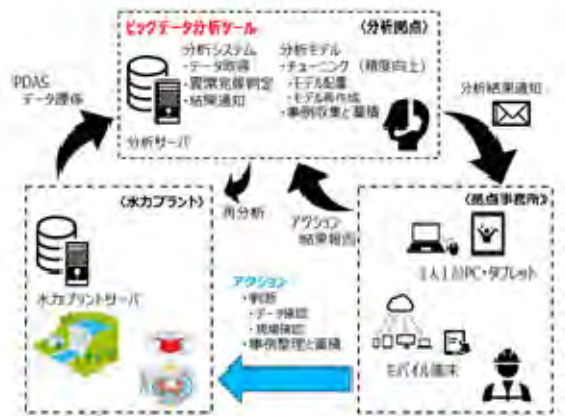 ビッグデータ分析ツール
〈分析拠点〉
分析システム
・データ取得
・異常兆候判定
・結果通知
分析サーバ
分析モデル
・チューニング（精度向上）
・モデル配置
・モデル再作成
・事例収集と蓄積
PDAS
データ連係
分析結果通知
〈水力プラント〉
水力プラントサーバ
再分析
アクション
結果報告
〈拠点事務所〉
1人1台PC・タブレット
モバイル端末
アクション
・判断
・データ確認
・現場確認
・事例整理と蓄積